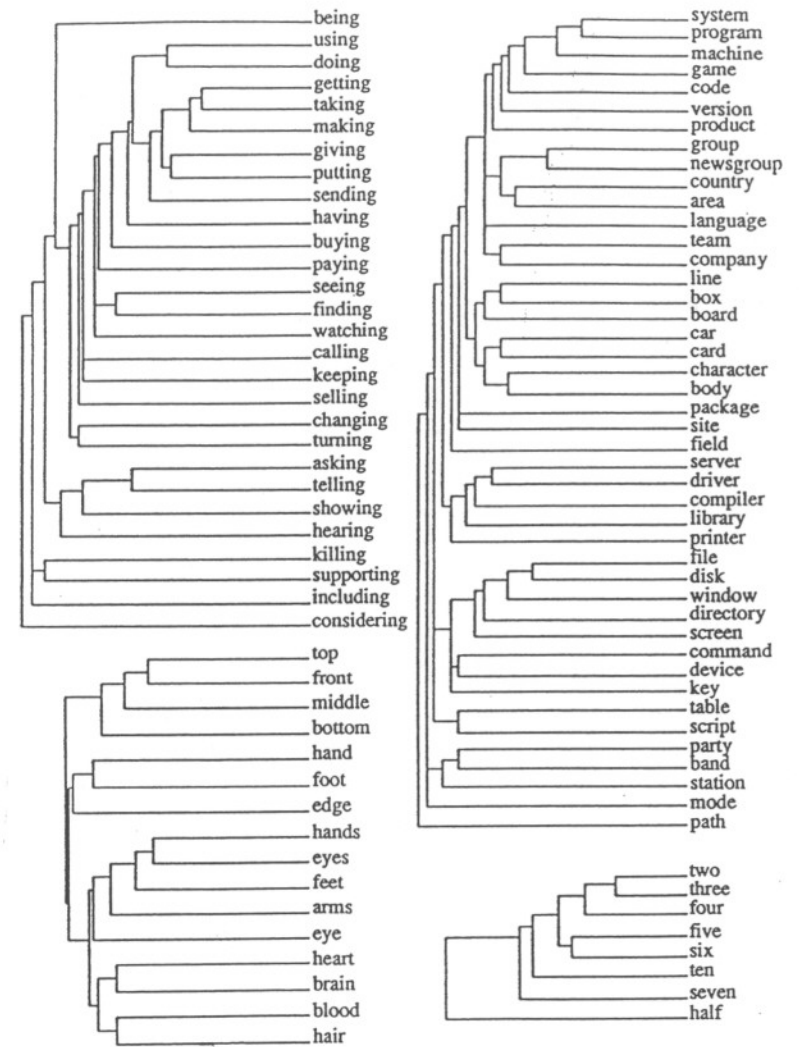 being
using
doing
getting
taking
making
giving
putting
sending
having
buying
paying
seeing
finding
watching
calling
keeping
selling
changing
turning
asking
telling
showing
hearing
killing
supporting
including
considering
top
front
middle
bottom
hand
foot
edge
hands
eyes
feet
arms
eye
heart
brain
blood
hair
system
program
machine
game
code
version
product
group
newsgroup
country
area
language
team
company
line
box
board
car
card
character
body
package
site
field
server
driver
compiler
library
printer
file
disk
window
directory
screen
command
device
key
table
script
party
band
station
mode
path
two
three
four
five
six
ten
seven
half